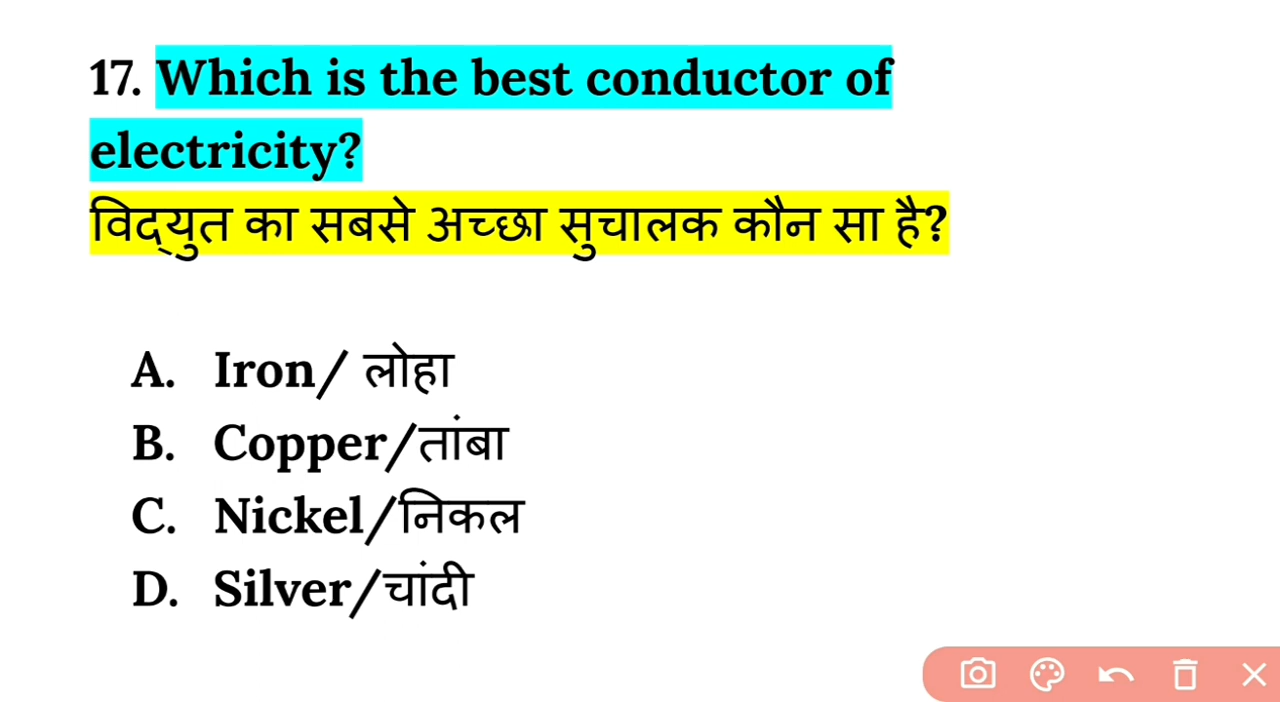 17. Which is the best conductor of
electricity?
विद्युत का सबसे अच्छा सुचालक कौन सा है?
A. Iron/ लोहा
B. Copper/तांबा
C. Nickel/निकल
D. Silver/चांदी